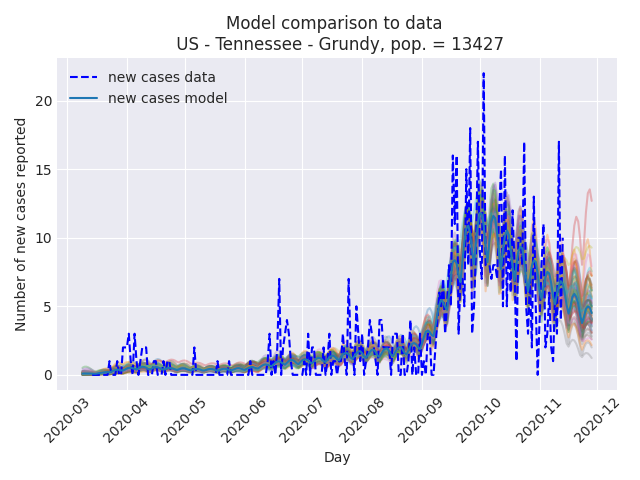 Model comparison to data
US - Tennessee - Grundy, pop. = 13427
new cases data
new cases model
Number of new cases reported
20
15
10
5
0
2020-03
2020-04
2020-05
2020-06
2020-07
2020-08
2020-09
2020-10
2020-11
2020-12
Day